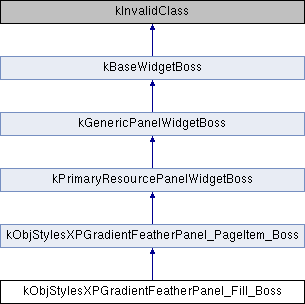 kInvalidClass
kBaseWidgetBoss
kGenericPanelWidgetBoss
kPrimaryResourcePanelWidgetBoss
kObjStylesXPGradientFeatherPanel_PageItem_Boss
kObjStylesXPGradientFeatherPanel_Fill_Boss